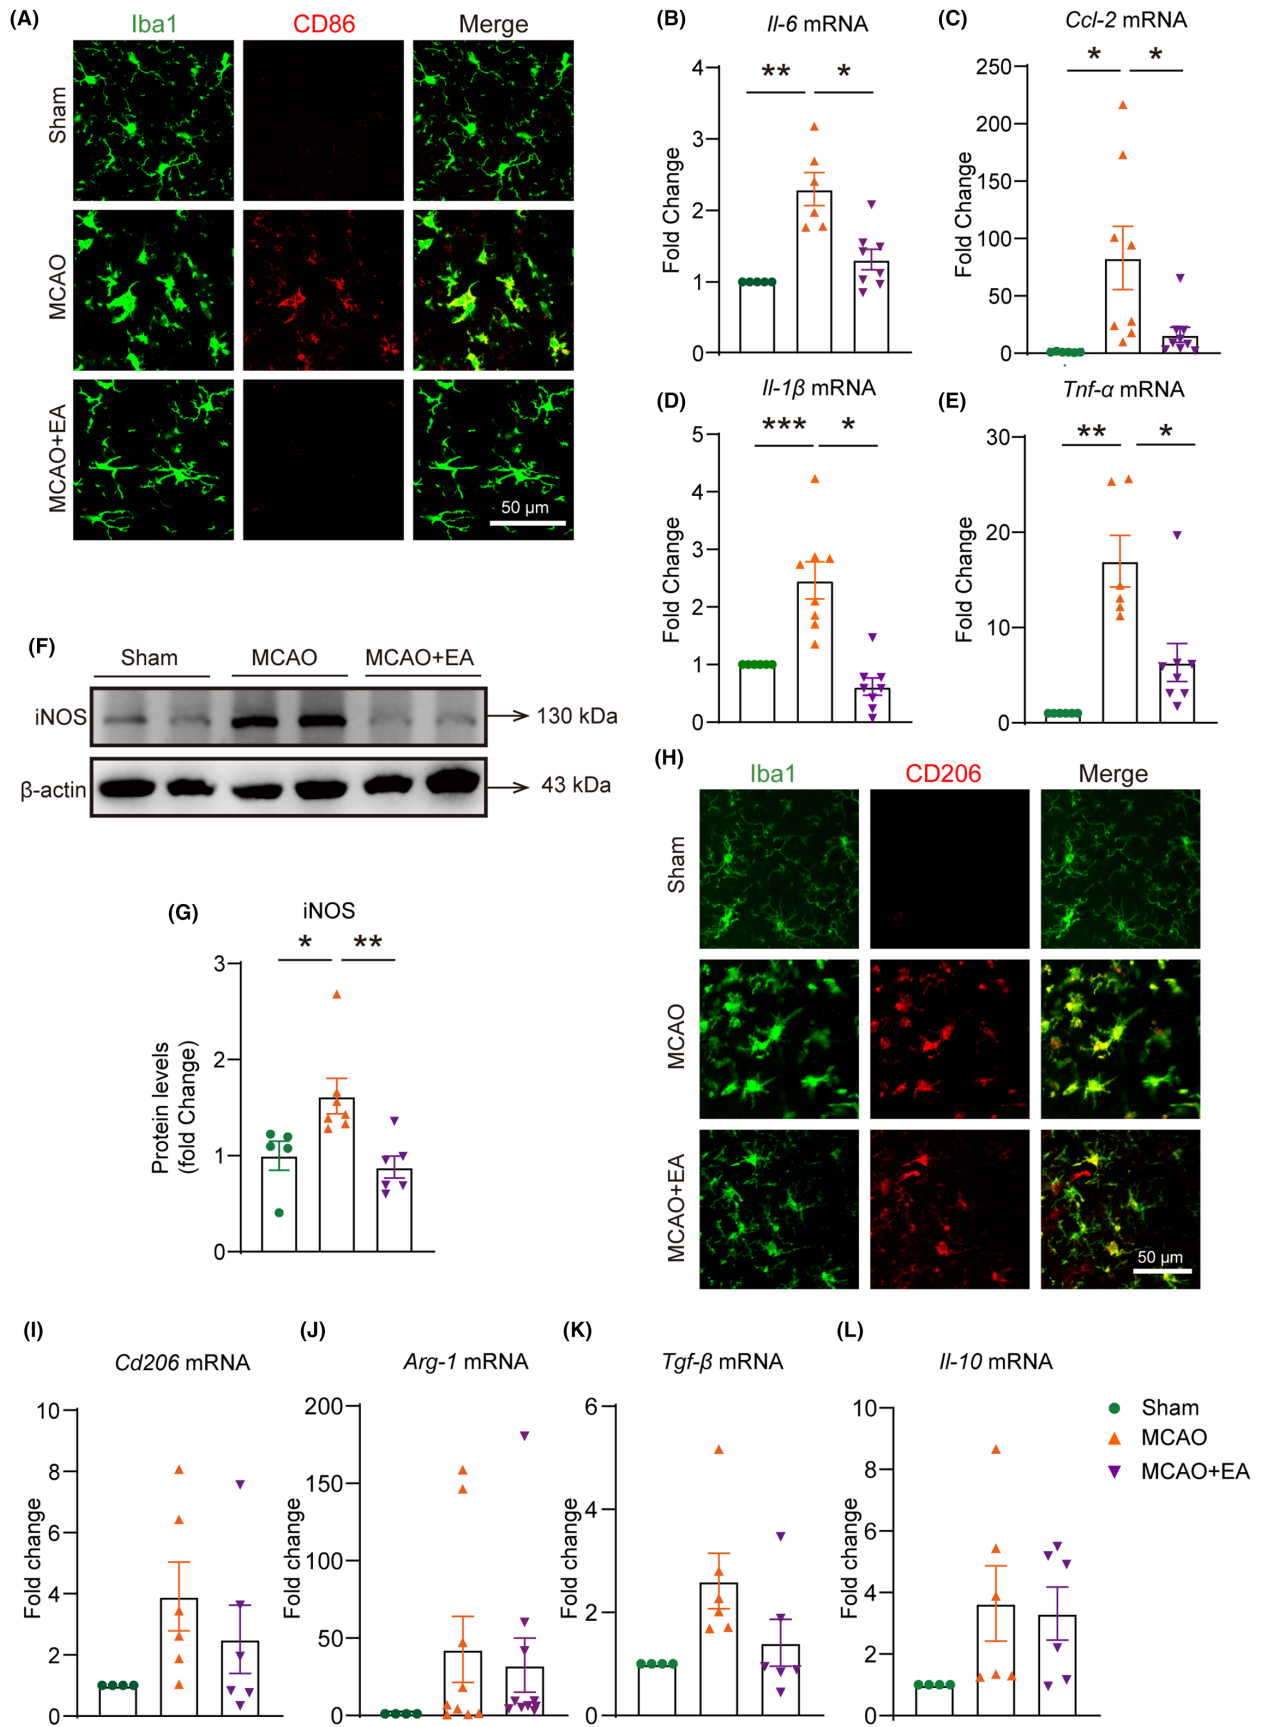 (A)
Iba1 CD86 Merge
Sham
MCAO
MCAO+EA
50 µm
(B)
Il-6 mRNA
** *
Fold Change
4
3
2
1
0
(C)
Ccl-2 mRNA
* *
Fold Change
250
200
150
100
50
0
(D)
Il-1β mRNA
*** *
Fold Change
5
4
3
2
1
0
(E)
Tnf-α mRNA
** *
Fold Change
30
20
10
0
(F)
Sham MCAO MCAO+EA
iNOS 130 kDa
β-actin 43 kDa
(G)
iNOS
* **
Protein levels
(fold Change)
3
2
1
0
(H)
Iba1 CD206 Merge
Sham
MCAO
MCAO+EA
50 µm
(I)
Cd206 mRNA
Fold change
10
8
6
4
2
0
(J)
Arg-1 mRNA
Fold change
200
150
100
50
0
(K)
Tgf-β mRNA
Fold change
6
4
2
0
(L)
Il-10 mRNA
Fold change
10
8
6
4
2
0
Sham
MCAO
MCAO+EA